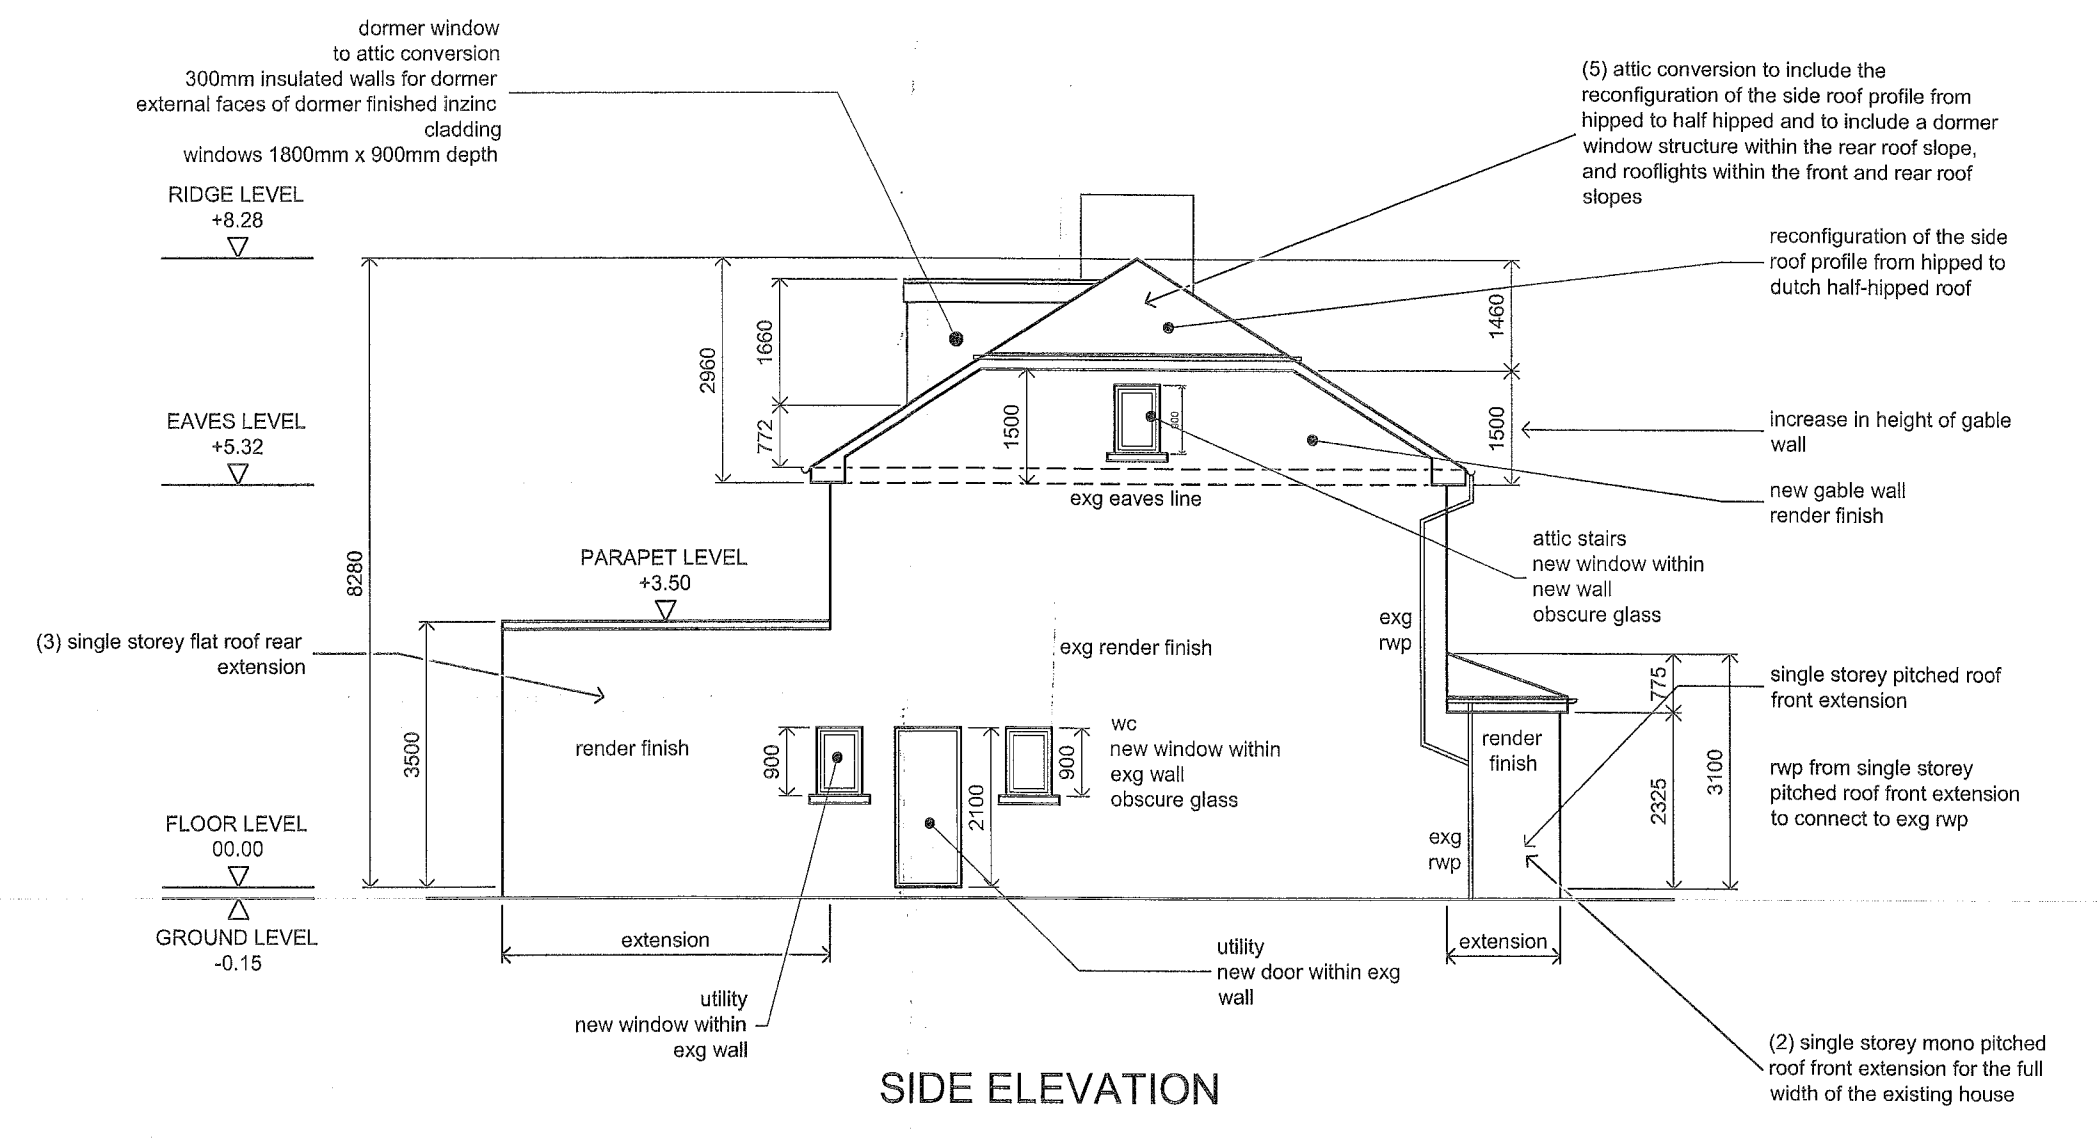 dormer window
to attic conversion
300mm insulated walls for dormer
external faces of dormer finished inzinc
cladding
windows 1800mm x 900mm depth
(5) attic conversion to include the
reconfiguration of the side roof profile from
hipped to half hipped and to include a dormer
window structure within the rear roof slope,
and rooflights within the front and rear roof
slopes
RIDGE LEVEL
+8.28
reconfiguration of the side
roof profile from hipped to
dutch half-hipped roof
2960
1660
772
1460
1500
1500
900
EAVES LEVEL
+5.32
increase in height of gable
wall
exg eaves line
new gable wall
render finish
attic stairs
new window within
new wall
obscure glass
8280
PARAPET LEVEL
+3.50
exg
rwp
(3) single storey flat roof rear
extension
exg render finish
775
single storey pitched roof
front extension
3500
render finish
900
2100
900
wc
new window within
exg wall
obscure glass
render
finish
2325
3100
rwp from single storey
pitched roof front extension
to connect to exg rwp
exg
rwp
FLOOR LEVEL
00.00
GROUND LEVEL
-0.15
extension
extension
utility
new door within exg
wall
utility
new window within
exg wall
(2) single storey mono pitched
roof front extension for the full
width of the existing house
SIDE ELEVATION